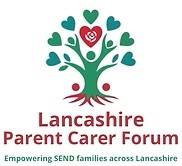 Lancashire
Parent Carer Forum
Empowering SEND families across Lancashire